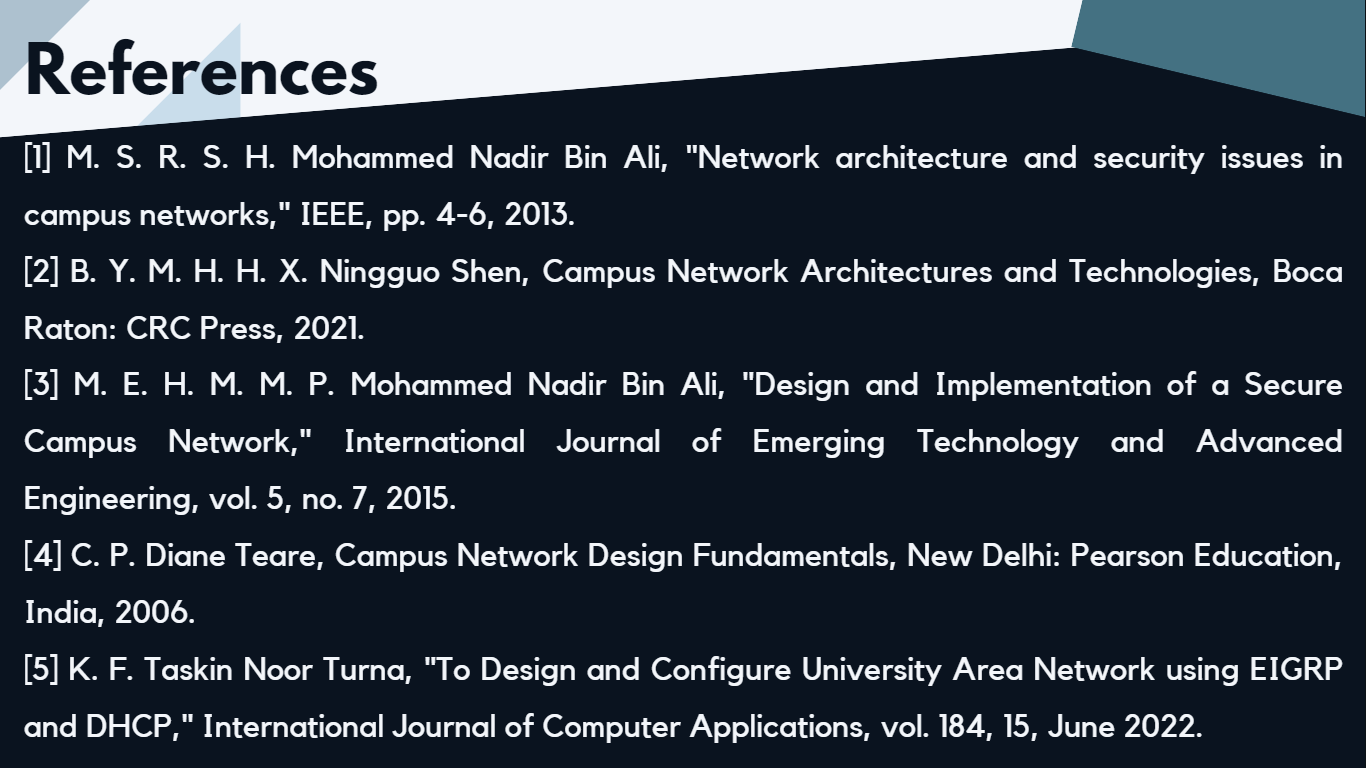 References
[1] M. S. R. S. H. Mohammed Nadir Bin Ali, "Network architecture and security issues in
campus networks," IEEE, pp. 4-6, 2013.
[2] B. Y. M. H. H. X. Ningguo Shen, Campus Network Architectures and Technologies, Boca
Raton: CRC Press, 2021.
[3] M. E. H. M. M. P. Mohammed Nadir Bin Ali, "Design and Implementation of a Secure
Campus Network," International Journal of Emerging Technology and Advanced
Engineering, vol. 5, no. 7, 2015.
[4] C. P. Diane Teare, Campus Network Design Fundamentals, New Delhi: Pearson Education,
India, 2006.
[5] K. F. Taskin Noor Turna, "To Design and Configure University Area Network using EIGRP
and DHCP," International Journal of Computer Applications, vol. 184, 15, June 2022.